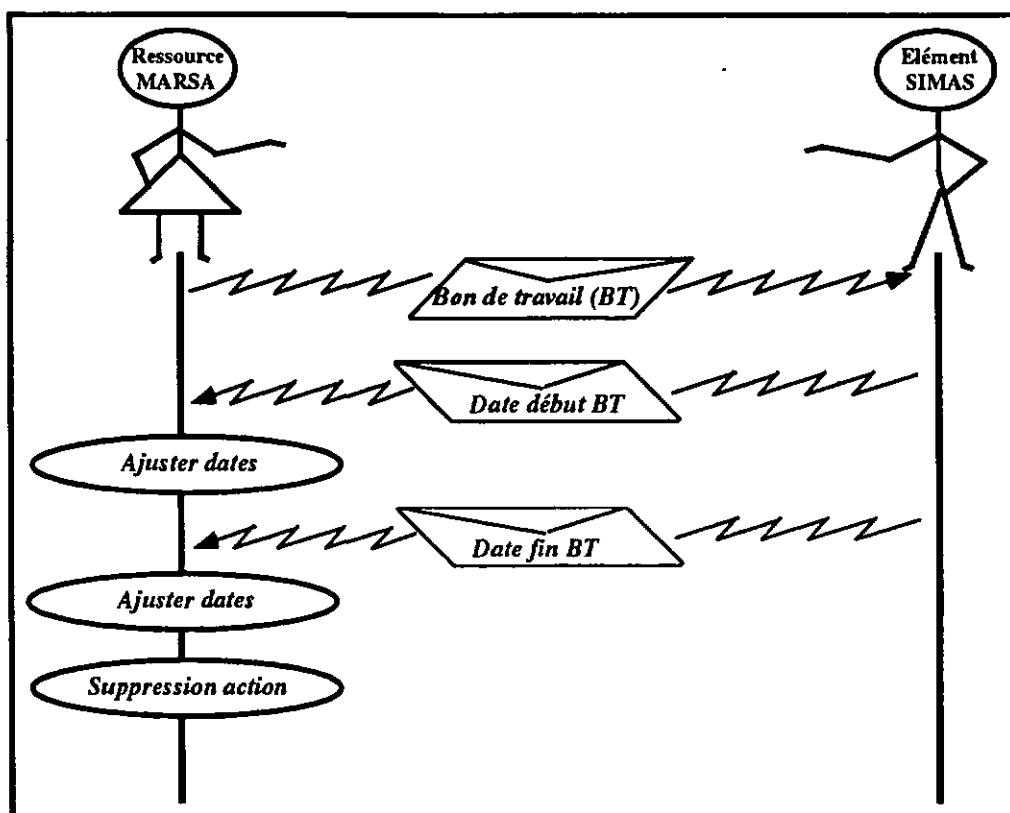 Ressource
MARSA
Elément
SIMAS
Bon de travail (BT)
Date début BT
Ajuster dates
Date fin BT
Ajuster dates
Suppression action